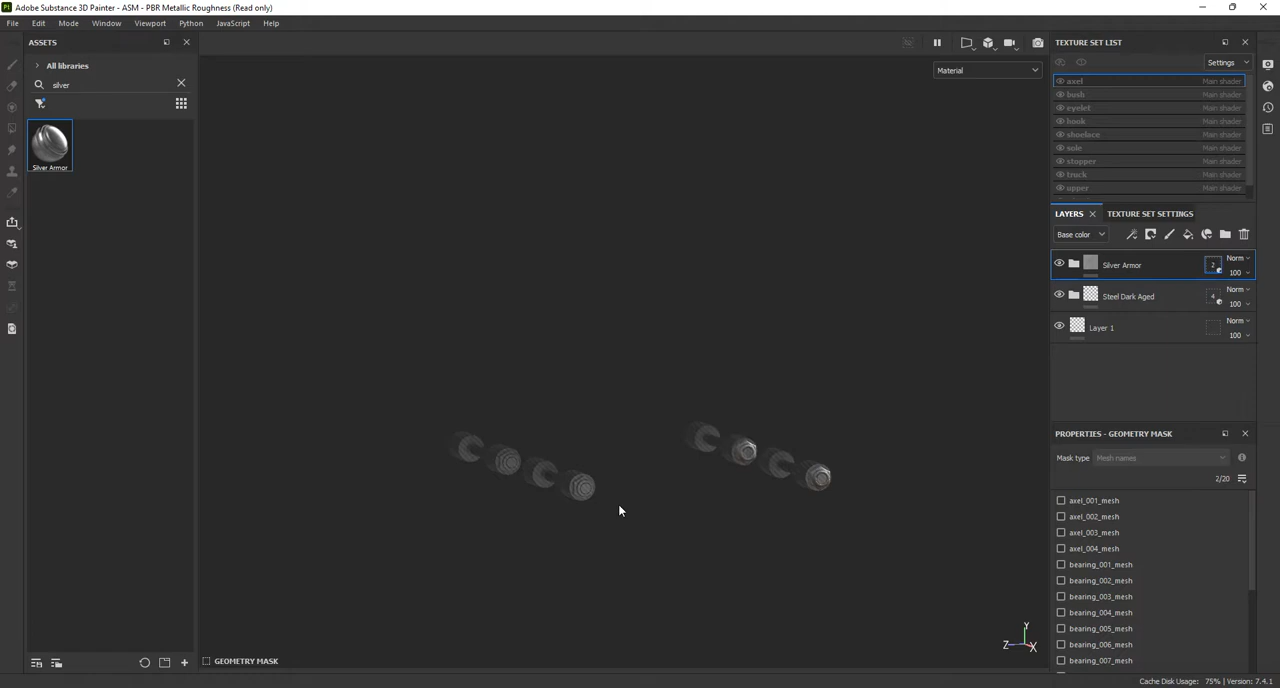 Adobe Substance 3D Painter - ASM - PBR Metallic Roughness (Read only)
File Edit Mode Window Viewport Python JavaScript Help
ASSETS
All libraries
silver
Silver Armor
Material
GEOMETRY MASK
Y
Z
X
TEXTURE SET LIST
Settings
axel Main shader
bush Main shader
eyelet Main shader
hook Main shader
shoelace Main shader
sole Main shader
stopper Main shader
truck Main shader
upper Main shader
LAYERS TEXTURE SET SETTINGS
Base color
Silver Armor 2 Norm
100
Steel Dark Aged 4 Norm
100
Layer 1 Norm
100
PROPERTIES - GEOMETRY MASK
Mask type Mesh names
2/20
axel_001_mesh
axel_002_mesh
axel_003_mesh
axel_004_mesh
bearing_001_mesh
bearing_002_mesh
bearing_003_mesh
bearing_004_mesh
bearing_005_mesh
bearing_006_mesh
bearing_007_mesh
Cache Disk Usage: 75% | Version: 7.4.1